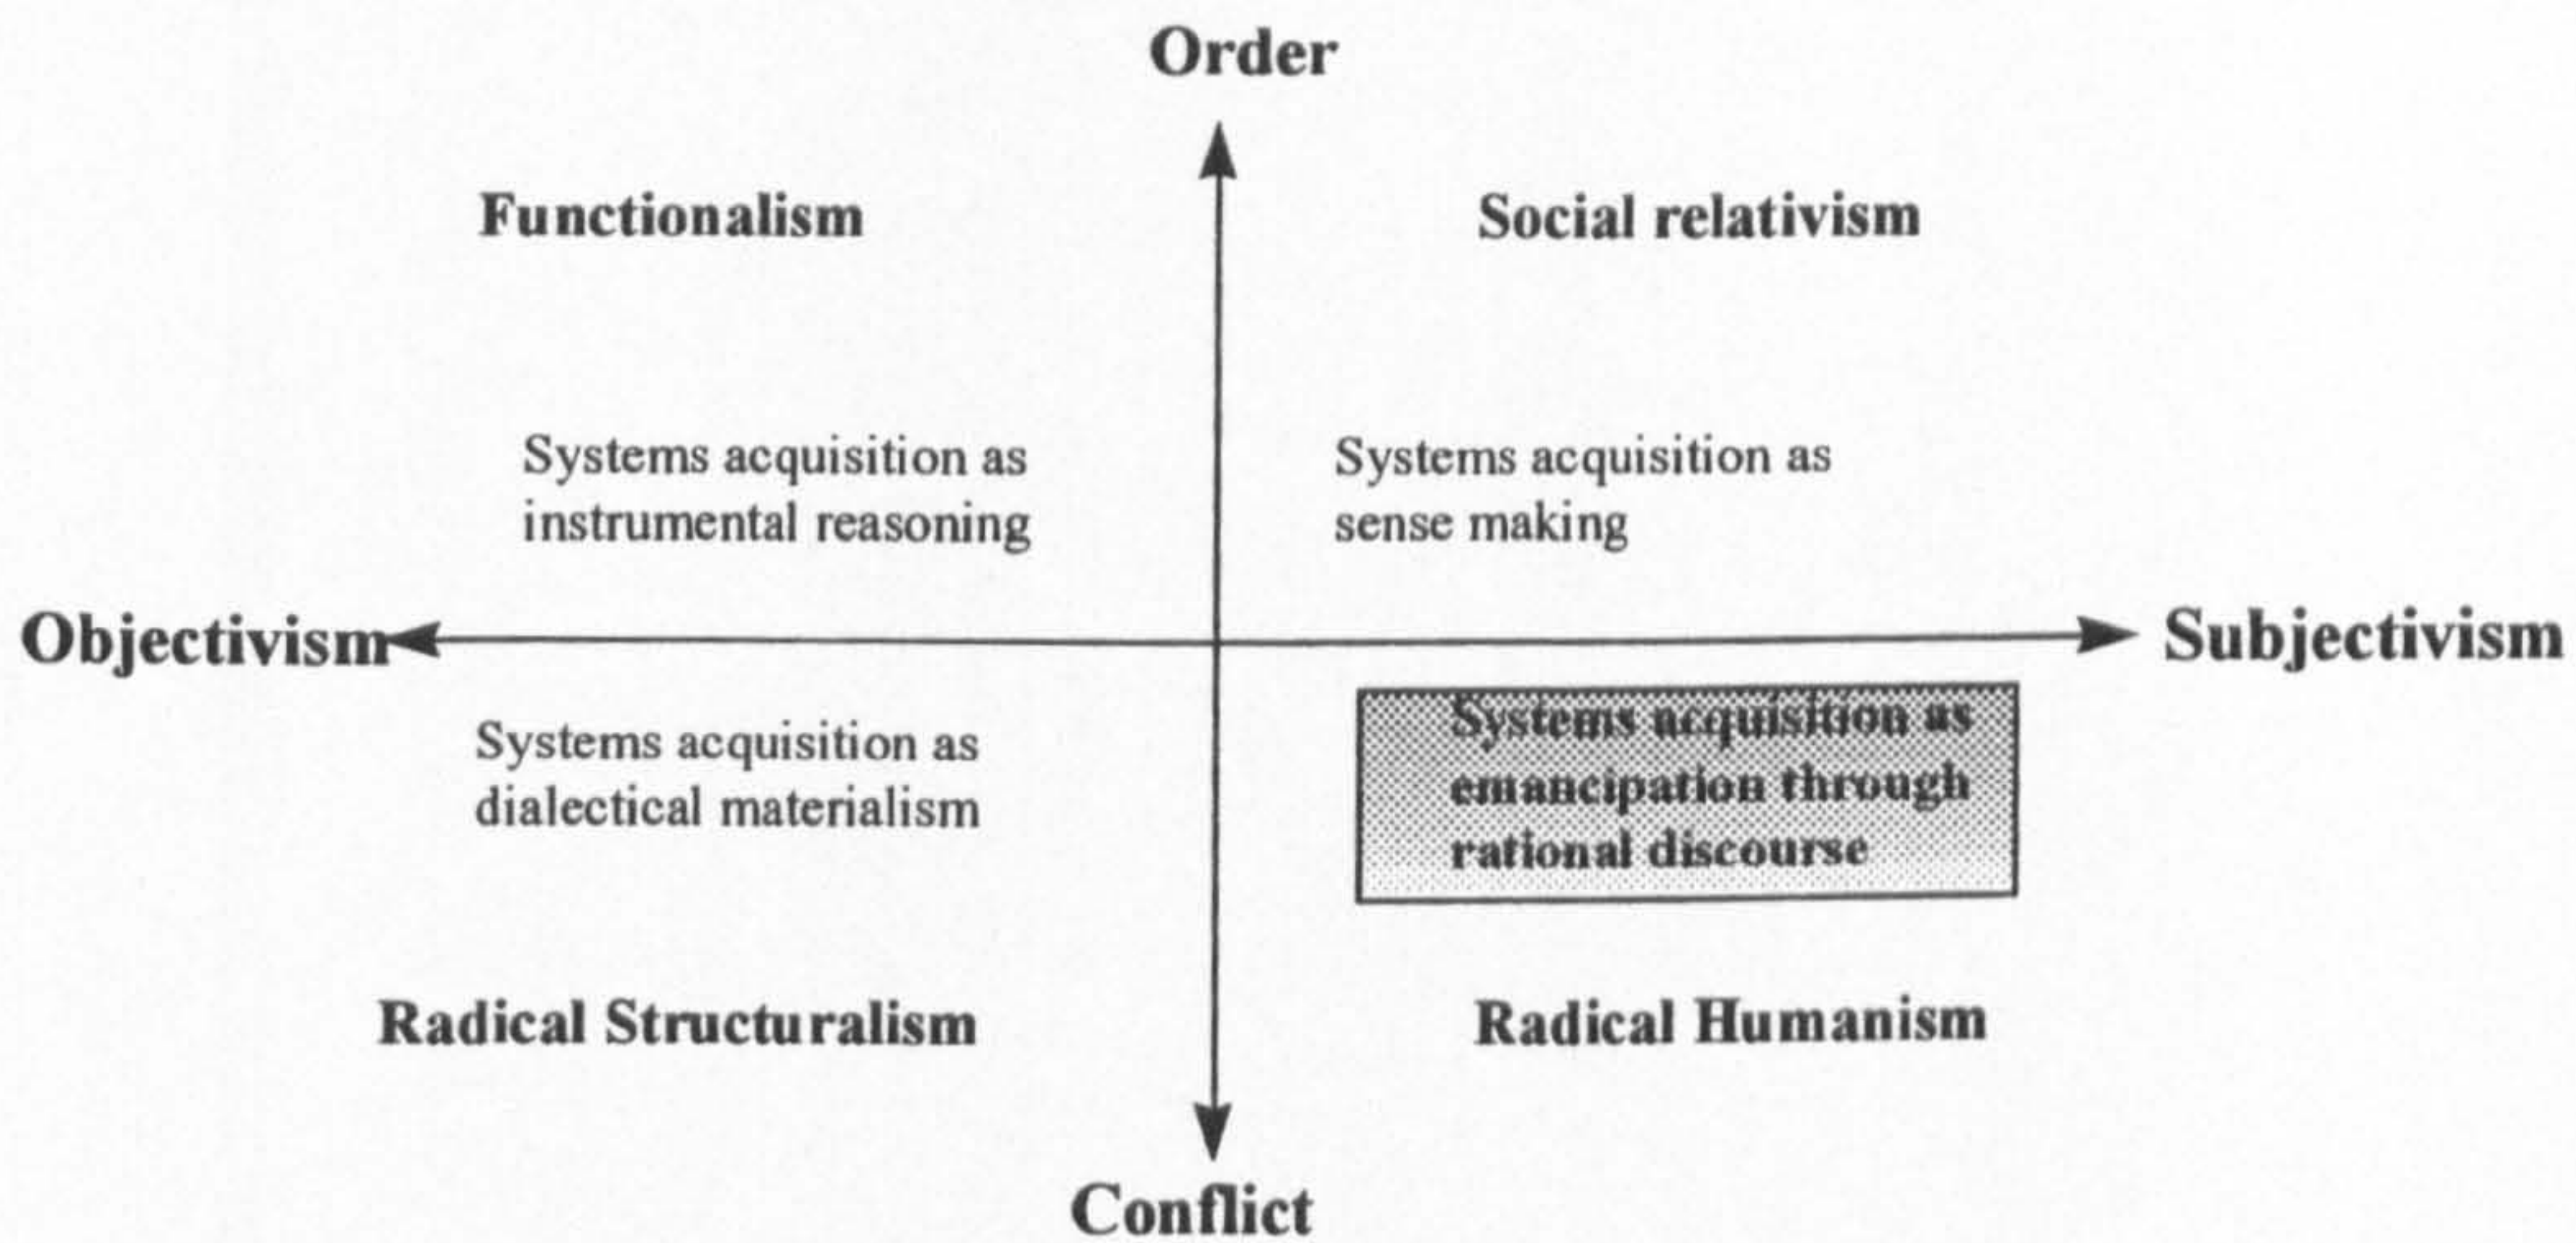 Order
Functionalism
Social relativism
Systems acquisition as
instrumental reasoning
Systems acquisition as
sense making
Objectivism
Subjectivism
Systems acquisition as
dialectical materialism
Systems acquisition as
emancipation through
rational discourse
Radical Structuralism
Radical Humanism
Conflict